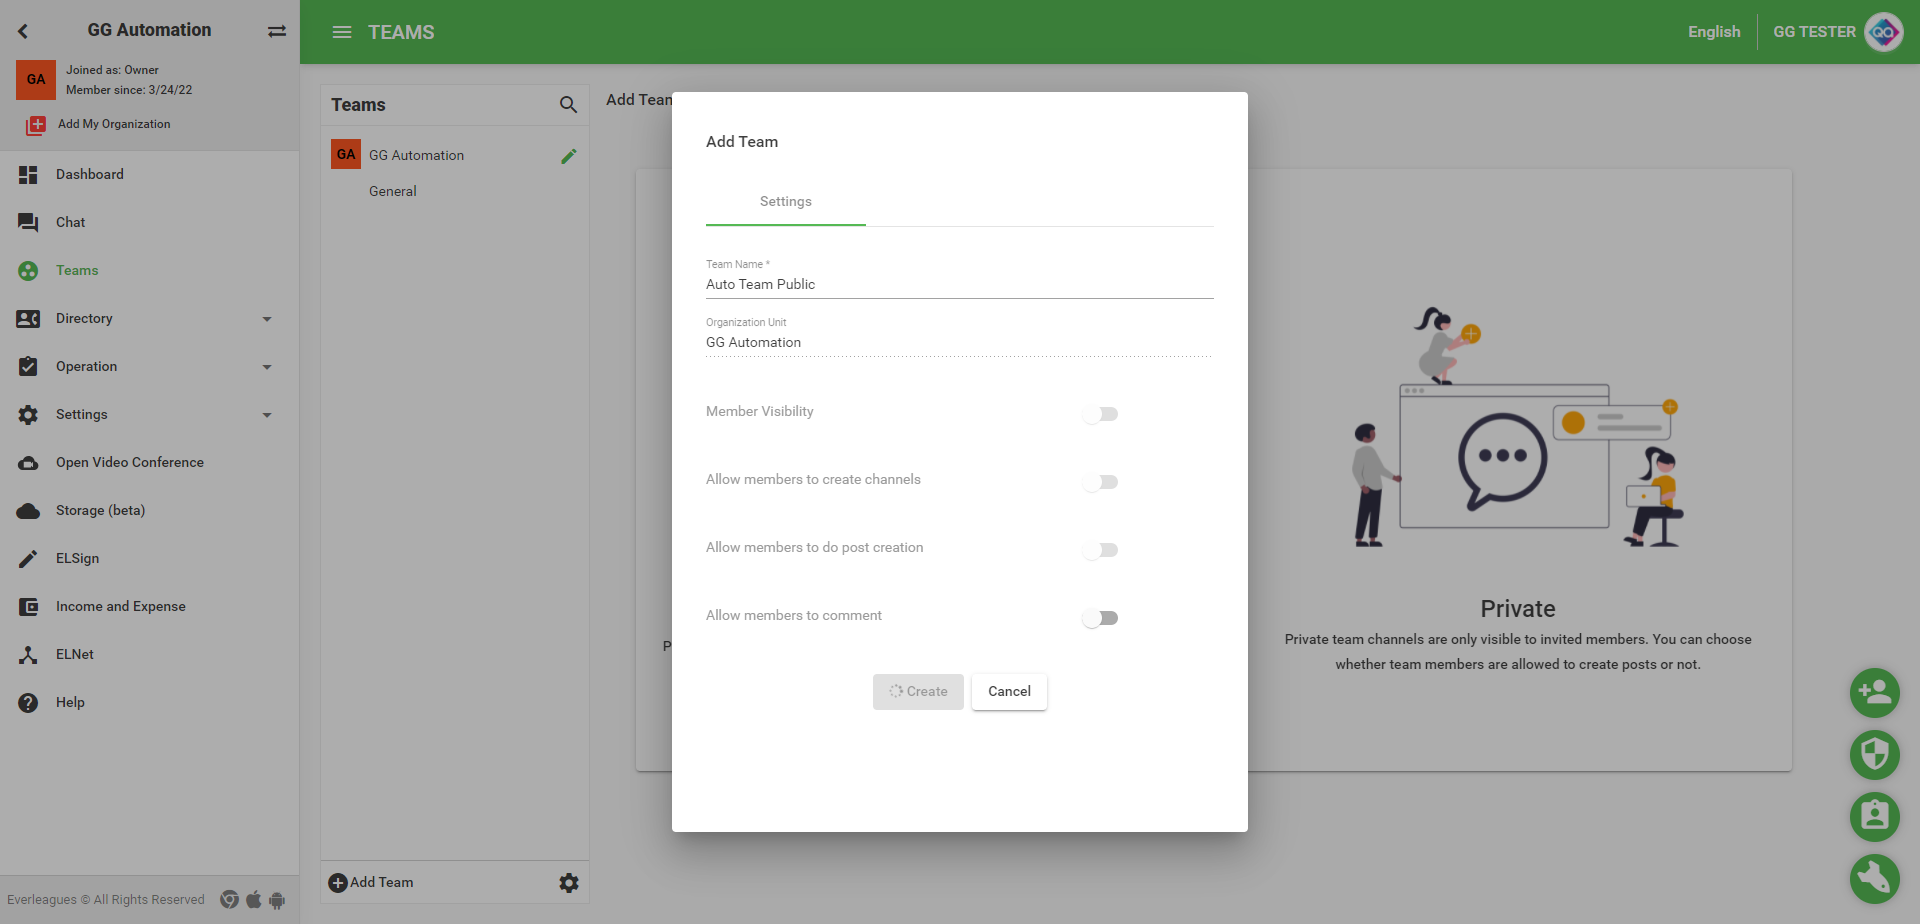 GG Automation
GA
Joined as: Owner
Member since: 3/24/22
Add My Organization
Dashboard
Chat
Teams
Directory
Operation
Settings
Open Video Conference
Storage (beta)
ELSign
Income and Expense
ELNet
Help
Everleagues © All Rights Reserved
TEAMS
English
GG TESTER
QA
Teams
GA
GG Automation
General
Add Team
Add Team
Settings
Team Name *
Auto Team Public
Organization Unit
GG Automation
Member Visibility
Allow members to create channels
Allow members to do post creation
Allow members to comment
Create
Cancel
P
Private
Private team channels are only visible to invited members. You can choose
whether team members are allowed to create posts or not.
Add Team